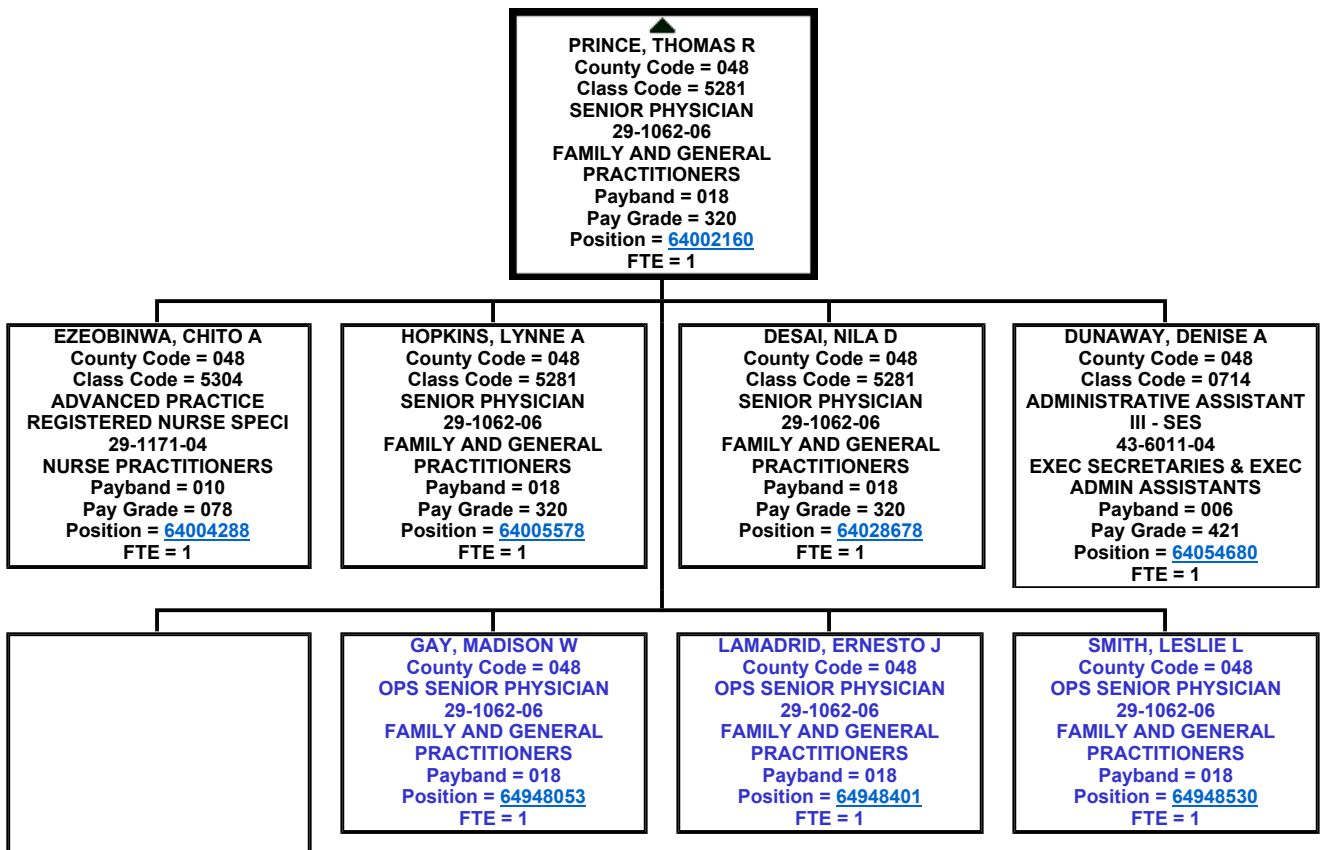 PRINCE, THOMAS R
County Code = 048
Class Code = 5281
SENIOR PHYSICIAN
29-1062-06
FAMILY AND GENERAL
PRACTITIONERS
Payband = 018
Pay Grade = 320
Position = 64002160
FTE = 1
EZEOBINWA, CHITO A
County Code = 048
Class Code = 5304
ADVANCED PRACTICE
REGISTERED NURSE SPECI
29-1171-04
NURSE PRACTITIONERS
Payband = 010
Pay Grade = 078
Position = 64004288
FTE = 1
HOPKINS, LYNNE A
County Code = 048
Class Code = 5281
SENIOR PHYSICIAN
29-1062-06
FAMILY AND GENERAL
PRACTITIONERS
Payband = 018
Pay Grade = 320
Position = 64005578
FTE = 1
DESAI, NILA D
County Code = 048
Class Code = 5281
SENIOR PHYSICIAN
29-1062-06
FAMILY AND GENERAL
PRACTITIONERS
Payband = 018
Pay Grade = 320
Position = 64028678
FTE = 1
DUNAWAY, DENISE A
County Code = 048
Class Code = 0714
ADMINISTRATIVE ASSISTANT
III - SES
43-6011-04
EXEC SECRETARIES & EXEC
ADMIN ASSISTANTS
Payband = 006
Pay Grade = 421
Position = 64054680
FTE = 1
GAY, MADISON W
County Code = 048
OPS SENIOR PHYSICIAN
29-1062-06
FAMILY AND GENERAL
PRACTITIONERS
Payband = 018
Position = 64948053
FTE = 1
LAMADRID, ERNESTO J
County Code = 048
OPS SENIOR PHYSICIAN
29-1062-06
FAMILY AND GENERAL
PRACTITIONERS
Payband = 018
Position = 64948401
FTE = 1
SMITH, LESLIE L
County Code = 048
OPS SENIOR PHYSICIAN
29-1062-06
FAMILY AND GENERAL
PRACTITIONERS
Payband = 018
Position = 64948530
FTE = 1